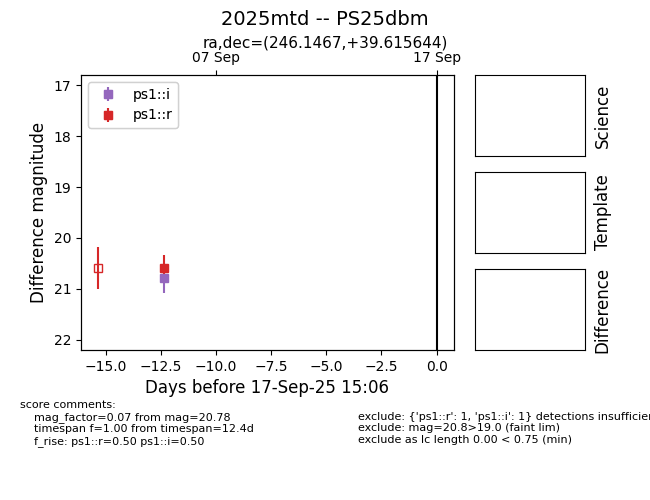 2025mtd -- PS25dbm
ra,dec=(246.1467,+39.615644)
07 Sep
17 Sep
ps1::i
ps1::r
17
18
19
20
21
22
Difference magnitude
−15.0
−12.5
−10.0
−7.5
−5.0
−2.5
0.0
Days before 17-Sep-25 15:06
Science
Template
Difference
score comments:
mag_factor=0.07 from mag=20.78
timespan f=1.00 from timespan=12.4d
f_rise: ps1::r=0.50 ps1::i=0.50
exclude: {'ps1::r': 1, 'ps1::i': 1} detections
exclude: mag=20.8>19.0 (faint lim)
exclude as lc length 0.00 < 0.75 (min)